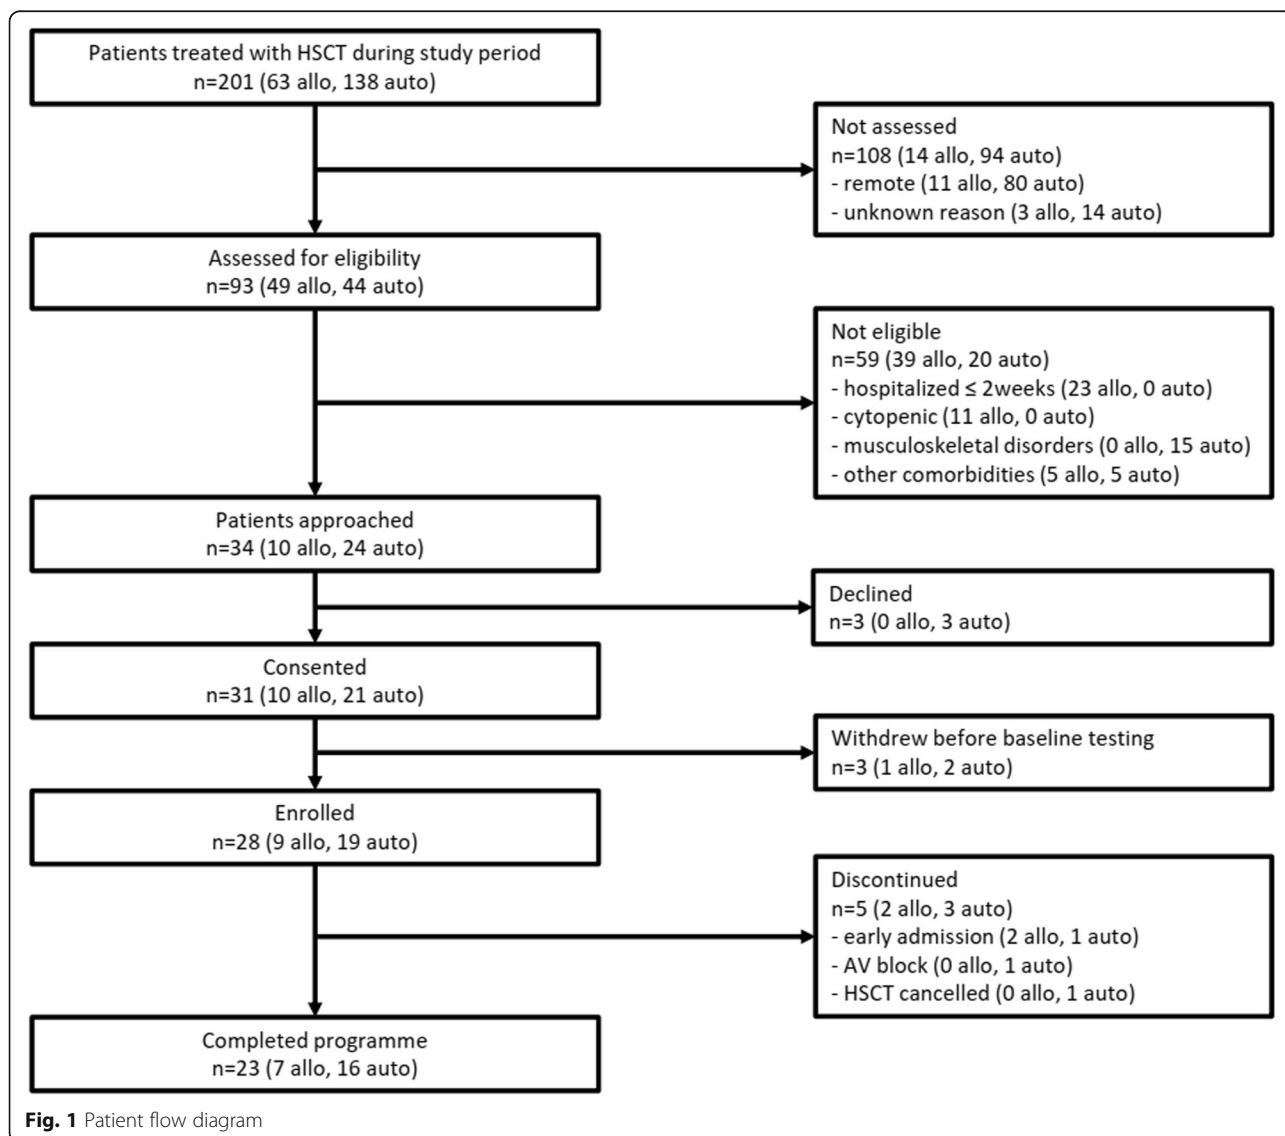 Patients treated with HSCT during study period
n=201 (63 allo, 138 auto)
Not assessed
n=108 (14 allo, 94 auto)
- remote (11 allo, 80 auto)
- unknown reason (3 allo, 14 auto)
Assessed for eligibility
n=93 (49 allo, 44 auto)
Not eligible
n=59 (39 allo, 20 auto)
- hospitalized ≤ 2weeks (23 allo, 0 auto)
- cytopenic (11 allo, 0 auto)
- musculoskeletal disorders (0 allo, 15 auto)
- other comorbidities (5 allo, 5 auto)
Patients approached
n=34 (10 allo, 24 auto)
Declined
n=3 (0 allo, 3 auto)
Consented
n=31 (10 allo, 21 auto)
Withdrew before baseline testing
n=3 (1 allo, 2 auto)
Enrolled
n=28 (9 allo, 19 auto)
Discontinued
n=5 (2 allo, 3 auto)
- early admission (2 allo, 1 auto)
- AV block (0 allo, 1 auto)
- HSCT cancelled (0 allo, 1 auto)
Completed programme
n=23 (7 allo, 16 auto)
Fig. 1 Patient flow diagram